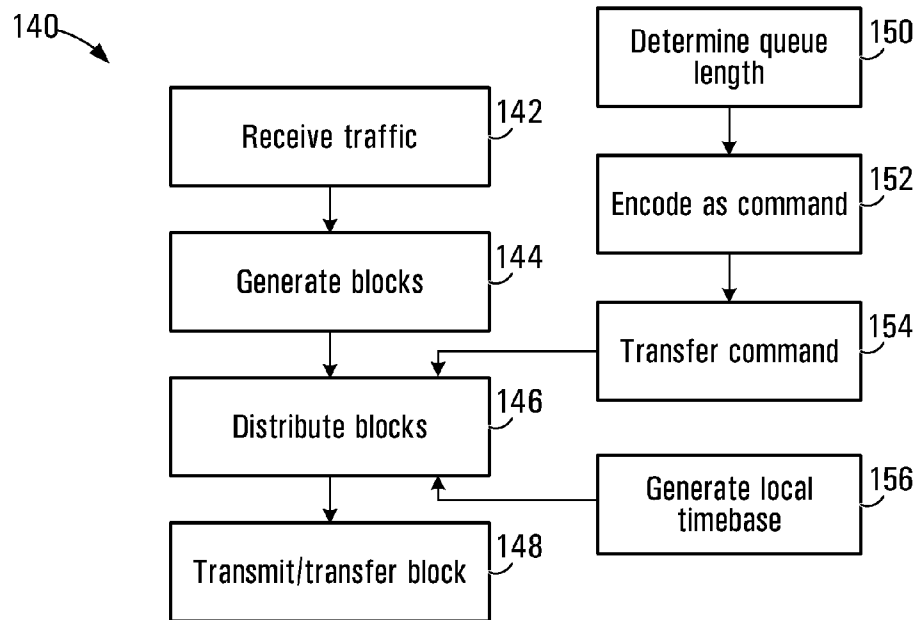 140
Receive traffic
142
Generate blocks
144
Distribute blocks
146
Transmit/transfer block
148
Determine queue
length
150
Encode as command
152
Transfer command
154
Generate local
timebase
156